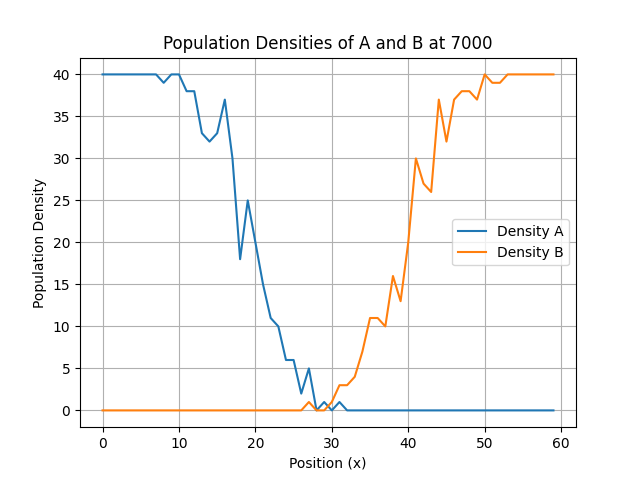 Population Densities of A and B at 7000
Population Density
40
35
30
25
20
15
10
5
0
Density A
Density B
0 10 20 30 40 50 60
Position (x)